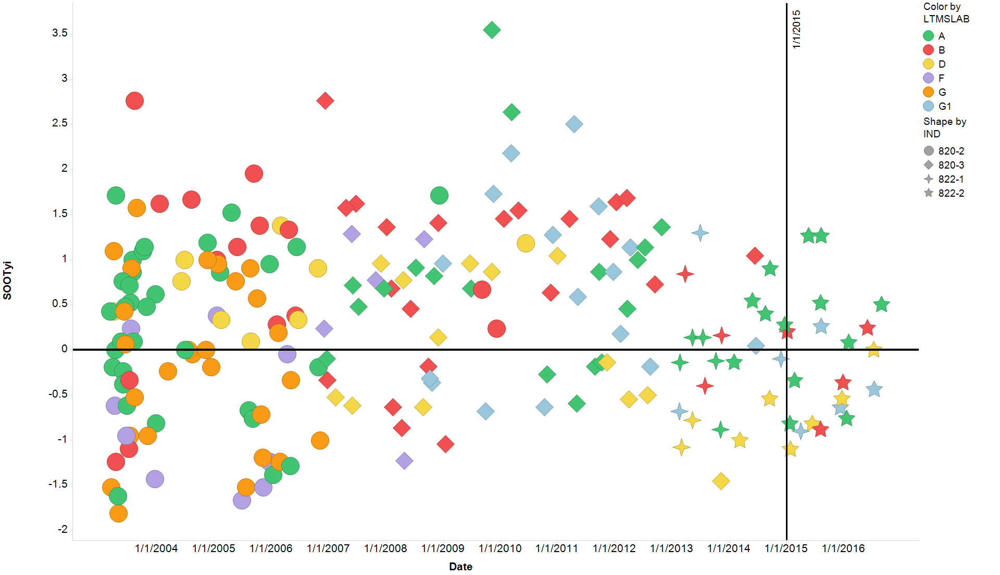 3.5
3
2.5
2
1.5
1
0.5
0
-0.5
-1
-1.5
-2
SOOTyi
1/1/2004
1/1/2005
1/1/2006
1/1/2007
1/1/2008
1/1/2009
1/1/2010
1/1/2011
1/1/2012
1/1/2013
1/1/2014
1/1/2015
1/1/2016
Date
1/1/2015
Color by
LTMSLAB
A
B
D
F
G
G1
Shape by
IND
820-2
820-3
822-1
822-2